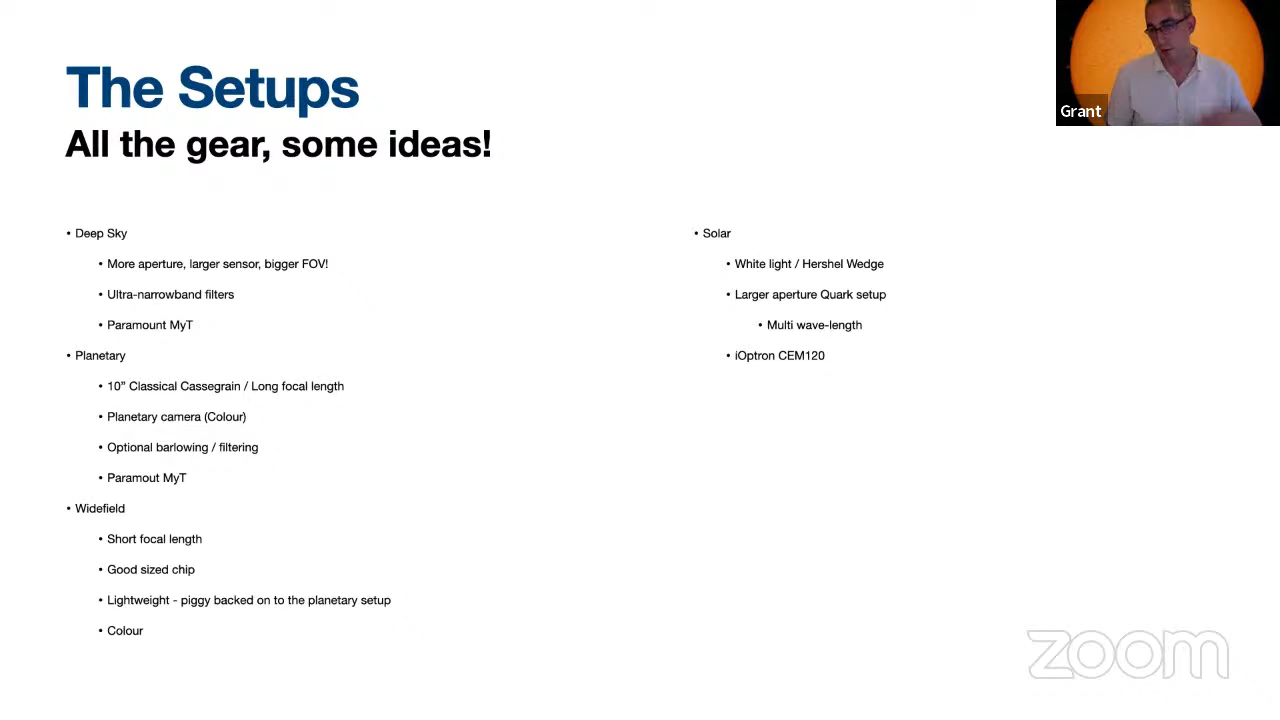 The Setups
All the gear, some ideas!
• Deep Sky
• More aperture, larger sensor, bigger FOV!
• Ultra-narrowband filters
• Paramount MyT
• Planetary
• 10” Classical Cassegrain / Long focal length
• Planetary camera (Colour)
• Optional barlowing / filtering
• Paramout MyT
• Widefield
• Short focal length
• Good sized chip
• Lightweight - piggy backed on to the planetary setup
• Colour
• Solar
• White light / Hershel Wedge
• Larger aperture Quark setup
• Multi wave-length
• iOptron CEM120
Grant
zoom